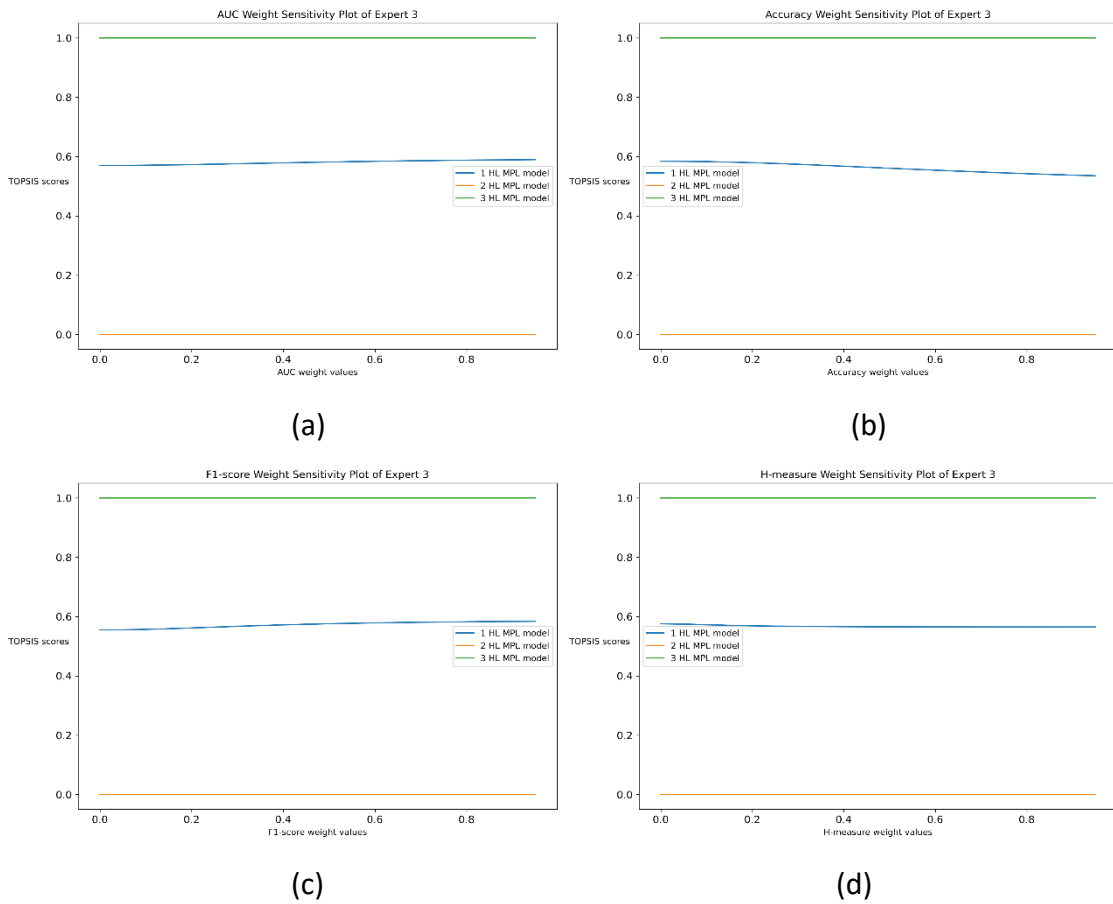 AUC Weight Sensitivity Plot of Expert 3
1.0
0.8
0.6
TOPSIS scores
0.4
0.2
0.0
1 HL MPL model
2 HL MPL model
3 HL MPL model
0.0 0.2 0.4 0.6 0.8
AUC weight values
(a)
Accuracy Weight Sensitivity Plot of Expert 3
1.0
0.8
0.6
TOPSIS scores
0.4
0.2
0.0
1 HL MPL model
2 HL MPL model
3 HL MPL model
0.0 0.2 0.4 0.6 0.8
Accuracy weight values
(b)
F1-score Weight Sensitivity Plot of Expert 3
1.0
0.8
0.6
TOPSIS scores
0.4
0.2
0.0
1 HL MPL model
2 HL MPL model
3 HL MPL model
0.0 0.2 0.4 0.6 0.8
F1-score weight values
(c)
H-measure Weight Sensitivity Plot of Expert 3
1.0
0.8
0.6
TOPSIS scores
0.4
0.2
0.0
1 HL MPL model
2 HL MPL model
3 HL MPL model
0.0 0.2 0.4 0.6 0.8
H-measure weight values
(d)